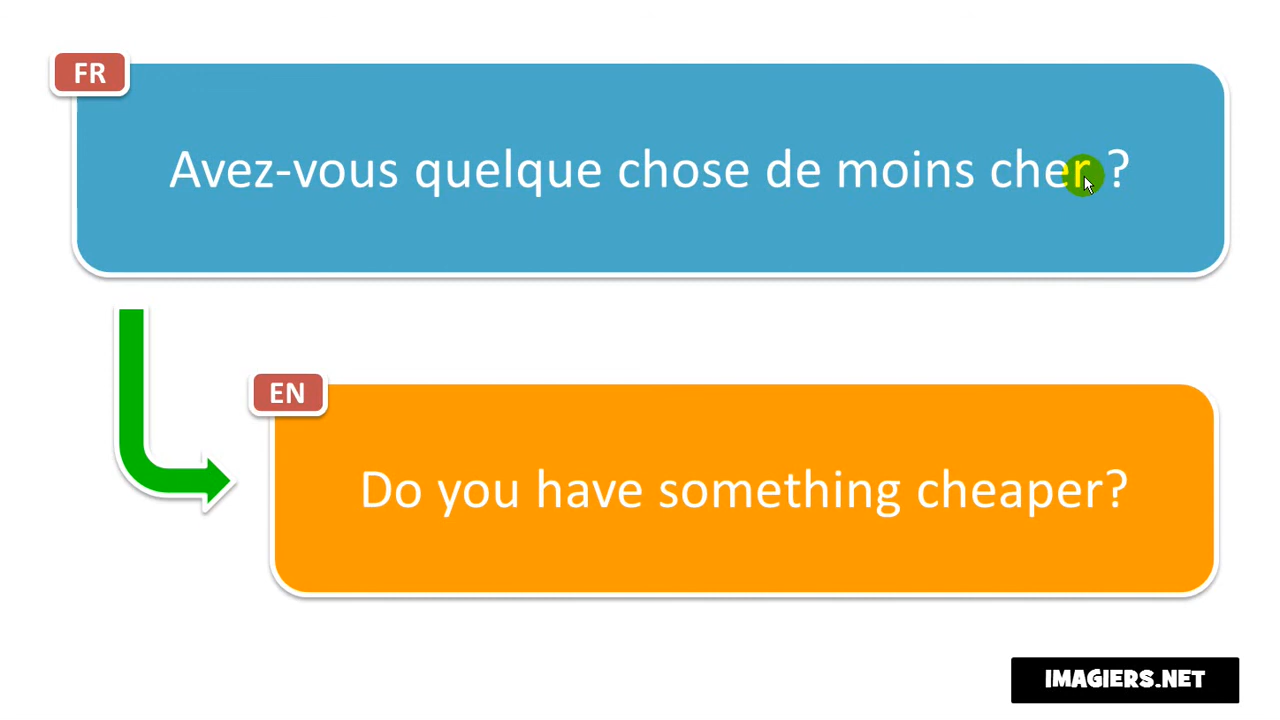 FR
Avez-vous quelque chose de moins cher ?
EN
Do you have something cheaper?
IMAGIERS.NET